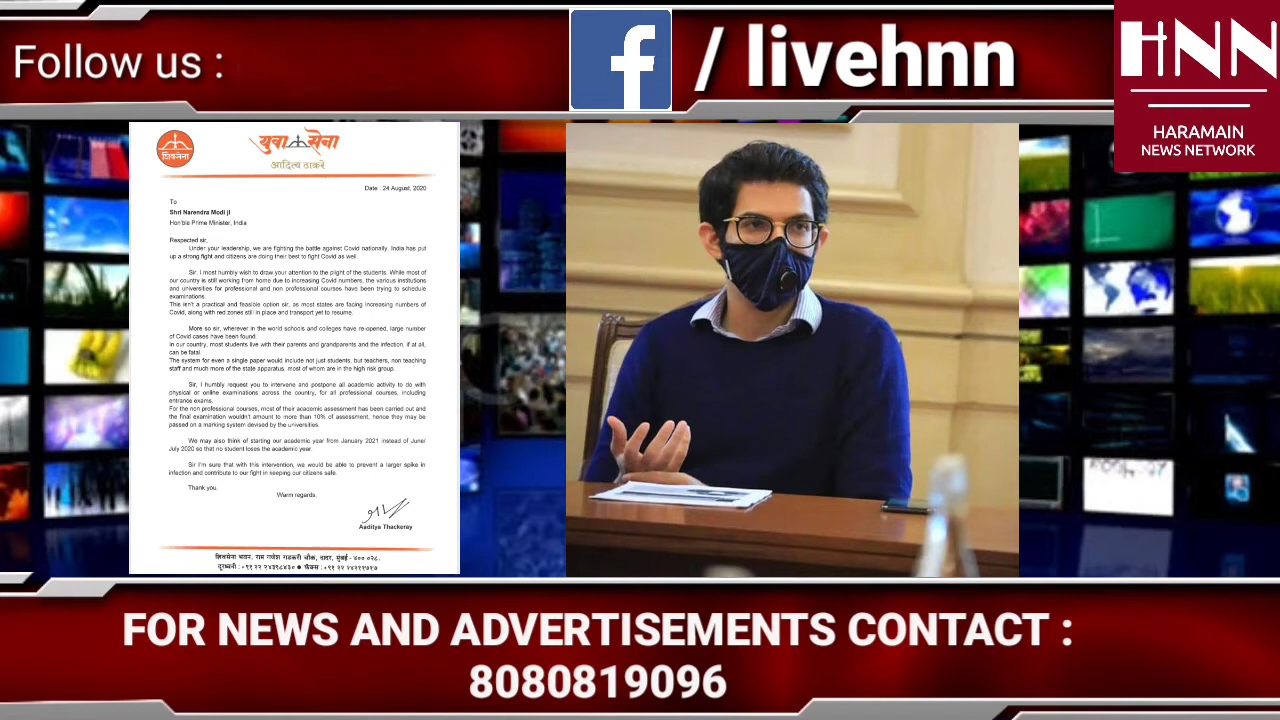 Follow us :
f / livehnn
HNN
HARAMAIN
NEWS NETWORK
शिवसेना
युवा सेना
आदित्य ठाकरे
Date : 24 August, 2020
To
Shri Narendra Modi ji
Hon'ble Prime Minister, India
Respected sir,
Under your leadership, we are fighting the battle against Covid nationally. India has put
up a strong fight and citizens are doing their best to fight Covid as well.
Sir, I most humbly wish to draw your attention to the plight of the students. While most of
our country is still working from home due to increasing Covid numbers, the various institutions
and universities for professional and non professional courses have been trying to schedule
examinations.
This isn't a practical and feasible option sir, as most states are facing increasing numbers of
Covid, along with red zones still in place and transport yet to resume.
More so sir, wherever in the world schools and colleges have re-opened, large number
of Covid cases have been found.
In our country, most students live with their parents and grandparents and the infection, if at all,
can be fatal.
The system for even a single paper would include not just students, but teachers, non teaching
staff and much more of the state apparatus, most of whom are in the high risk group.
Sir, I humbly request you to intervene and postpone all academic activity to do with
physical or online examinations across the country, for all professional courses, including
entrance exams.
For the non professional courses, most of their academic assessment has been carried out and
the final examination wouldn't amount to more than 10% of assessment, hence they may be
passed on a marking system devised by the universities.
We may also think of starting our academic year from January 2021 instead of June/
July 2020 so that no student loses the academic year.
Sir I'm sure that with this intervention, we would be able to prevent a larger spike in
infection and contribute to our fight in keeping our citizens safe.
Thank you.
Warm regards,
Aaditya Thackeray
शिवसेना भवन, राम गणेश गडकरी चौक, दादर, मुंबई - ४०० ०२८.
FOR NEWS AND ADVERTISEMENTS CONTACT :
8080819096